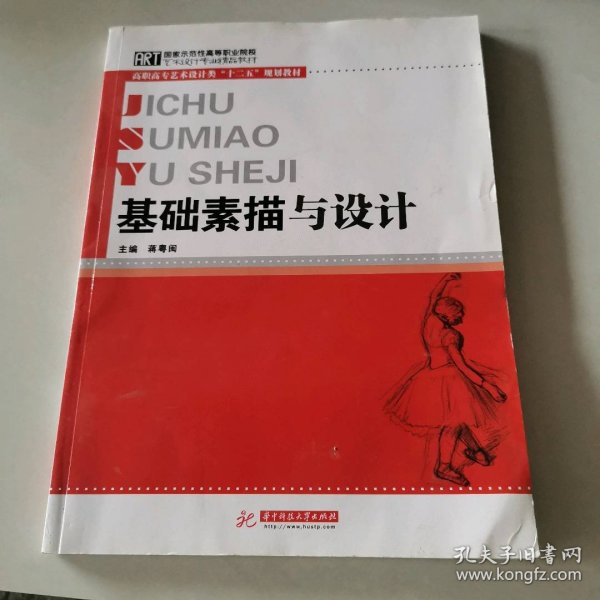 ART 国家示范性高等职业院校
艺术设计专业精品教材
高职高专艺术设计类“十二五”规划教材
JICHU
SUMIAO
YU SHEJI
基础素描与设计
主编 蒋粤闽
华中科技大学出版社
http://www.hustp.com
孔夫子旧书网
www.kongfz.com